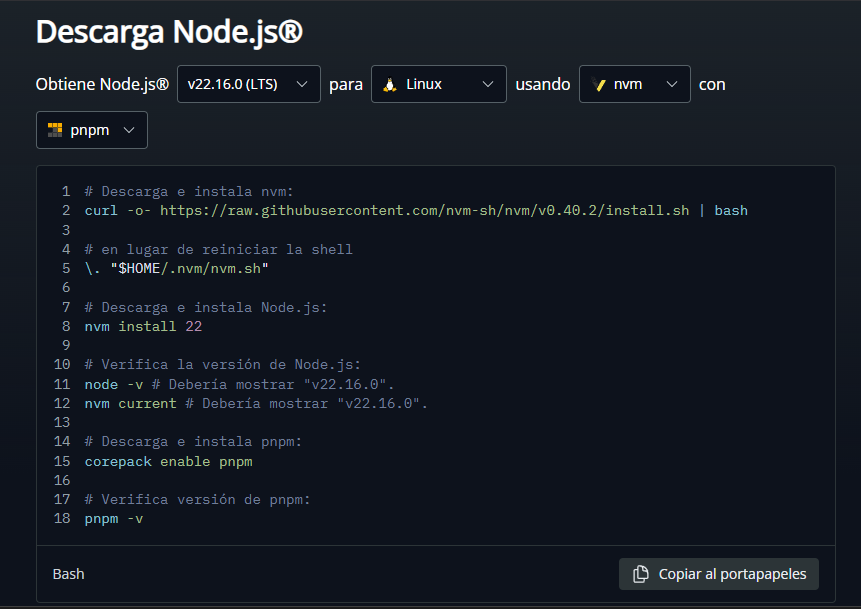 Descarga Node.js®
Obtiene Node.js® v22.16.0 (LTS) para Linux usando nvm con
pnpm
1 # Descarga e instala nvm:
2 curl -o- https://raw.githubusercontent.com/nvm-sh/nvm/v0.40.2/install.sh | bash
3
4 # en lugar de reiniciar la shell
5 \. "$HOME/.nvm/nvm.sh"
6
7 # Descarga e instala Node.js:
8 nvm install 22
9
10 # Verifica la versión de Node.js:
11 node -v # Debería mostrar "v22.16.0".
12 nvm current # Debería mostrar "v22.16.0".
13
14 # Descarga e instala pnpm:
15 corepack enable pnpm
16
17 # Verifica versión de pnpm:
18 pnpm -v
Bash Copiar al portapapeles